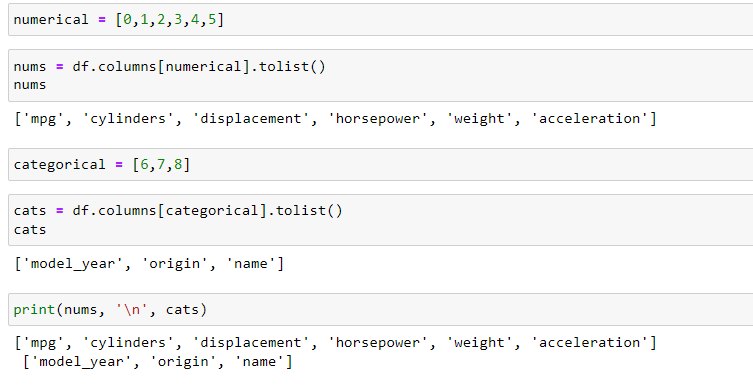 numerical = [0,1,2,3,4,5]
nums = df.columns[numerical].tolist()
nums
['mpg', 'cylinders', 'displacement', 'horsepower', 'weight', 'acceleration']
categorical = [6,7,8]
cats = df.columns[categorical].tolist()
cats
['model_year', 'origin', 'name']
print(nums, '\n', cats)
['mpg', 'cylinders', 'displacement', 'horsepower', 'weight', 'acceleration']
 ['model_year', 'origin', 'name']